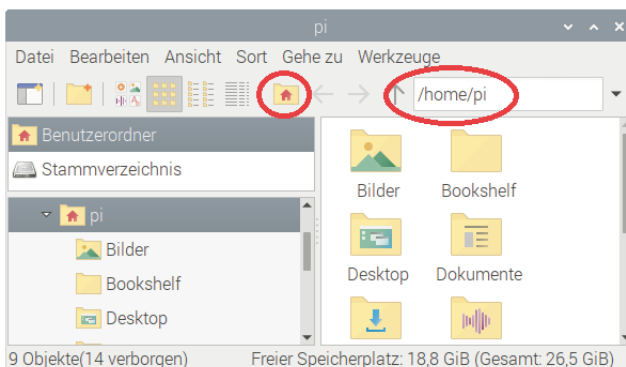 pi
Datei Bearbeiten Ansicht Sort Gehe zu Werkzeuge
/home/pi
Benutzerordner
Stammverzeichnis
pi
Bilder
Bookshelf
Desktop
Bilder Bookshelf
Desktop Dokumente
9 Objekte(14 verborgen) Freier Speicherplatz: 18,8 GiB (Gesamt: 26,5 GiB)